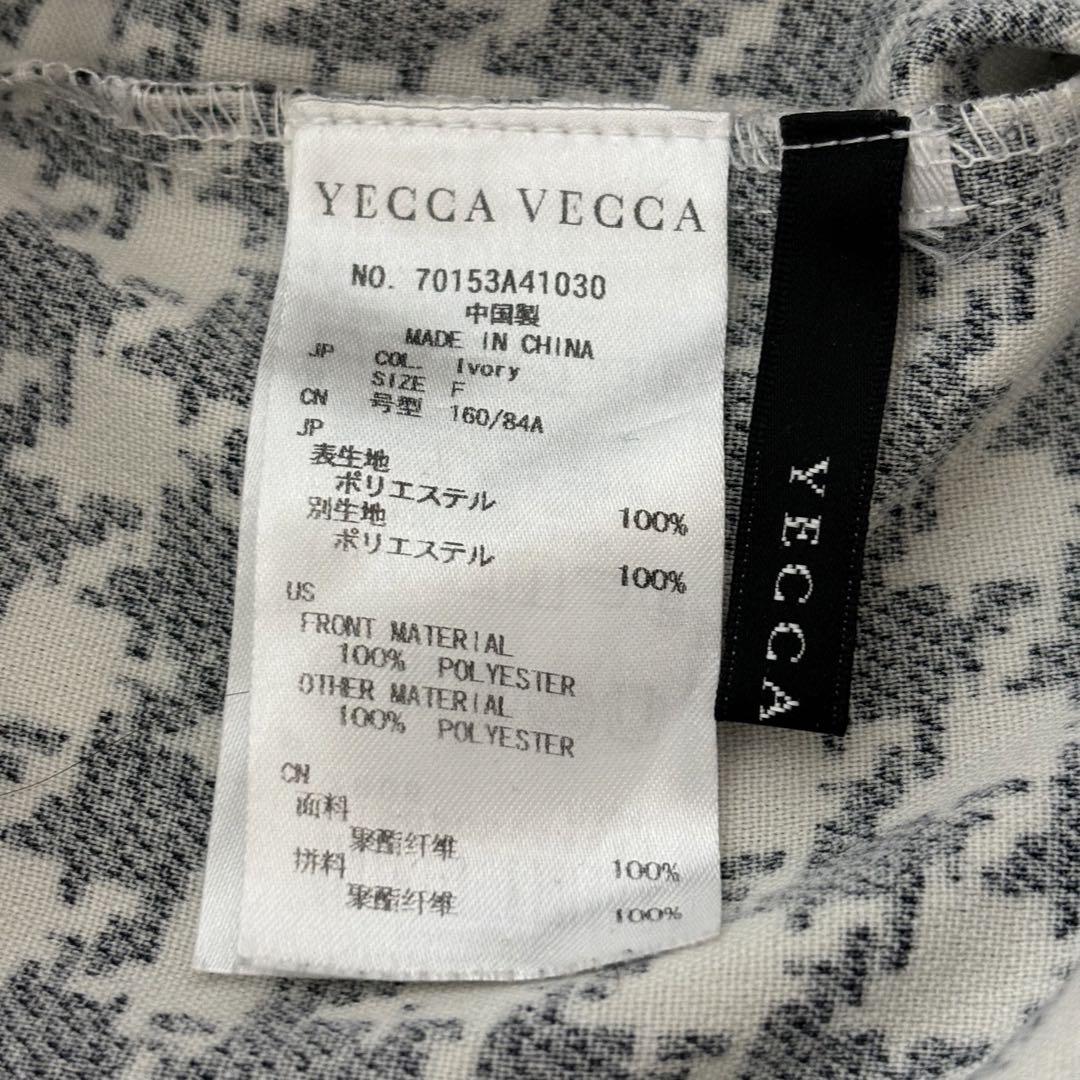 YECCA VECCA
NO. 70153A41030
中国製
MADE IN CHINA
JP COL. Ivory
SIZE F
CN 号型 160/84A
JP
表生地
ポリエステル 100%
別生地
ポリエステル 100%
US
FRONT MATERIAL
100% POLYESTER
OTHER MATERIAL
100% POLYESTER
CN
面料
聚酯纤维 100%
拼料
聚酯纤维 100%
YECCA